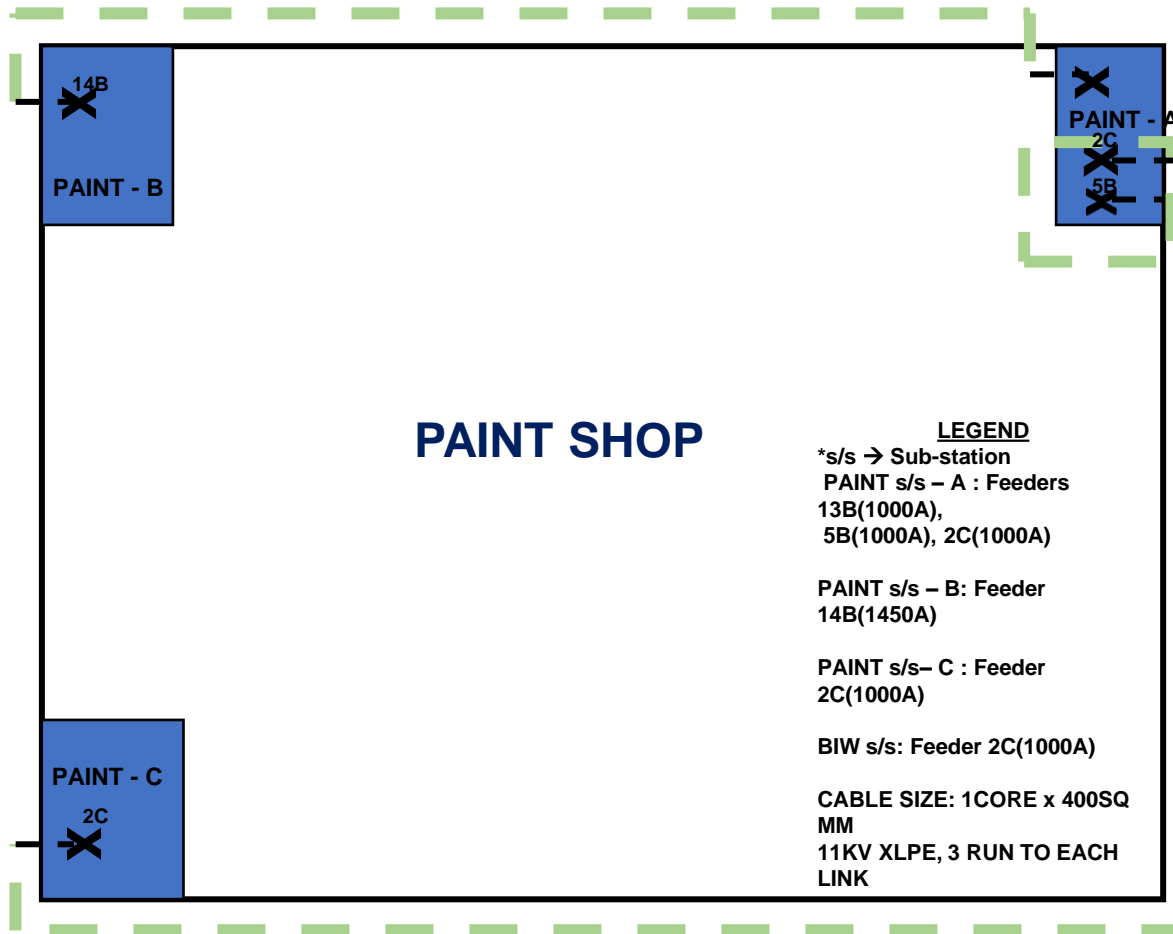 14B
PAINT - B
PAINT - A
2C
5B
PAINT SHOP
LEGEND
*s/s → Sub-station
PAINT s/s – A : Feeders
13B(1000A),
5B(1000A), 2C(1000A)
PAINT s/s – B: Feeder
14B(1450A)
PAINT s/s– C : Feeder
2C(1000A)
BIW s/s: Feeder 2C(1000A)
CABLE SIZE: 1CORE x 400SQ
MM
11KV XLPE, 3 RUN TO EACH
LINK
PAINT - C
2C